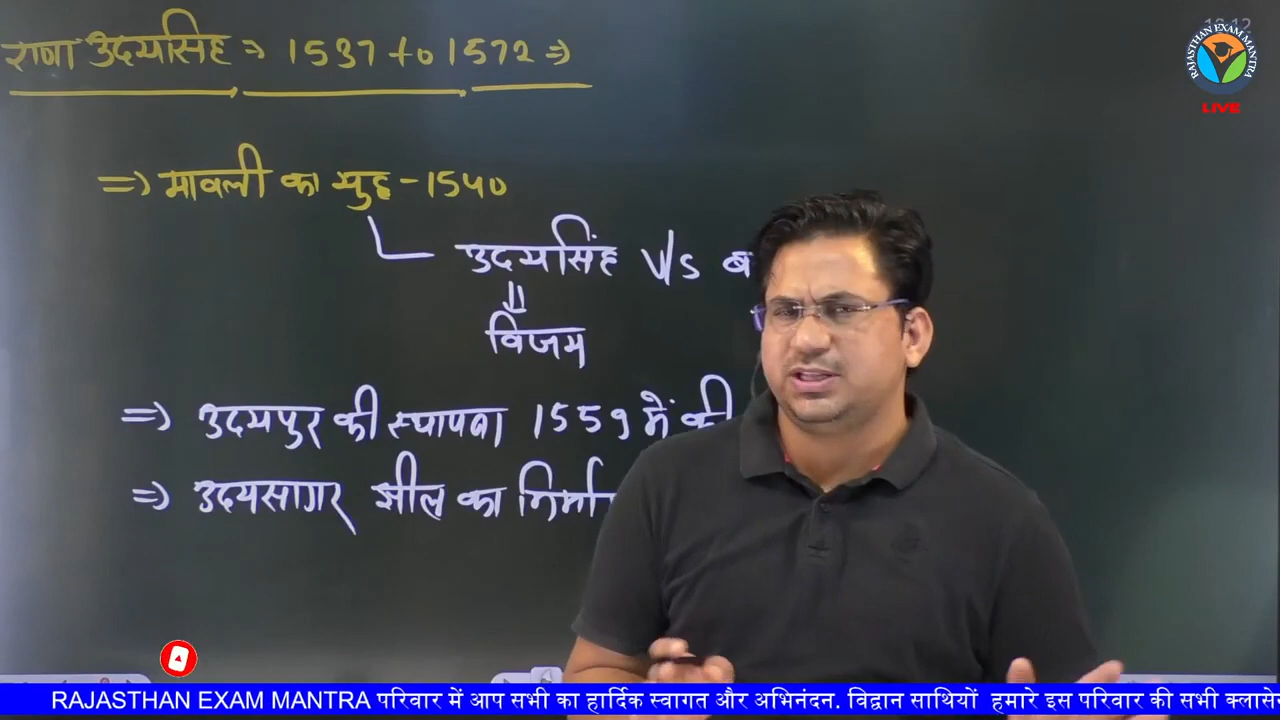 राणा उदयसिंह ⇒ 1537 to 1572 ⇒
⇒ मावली का युद्ध - 1540
उदयसिंह V/s
विजय
⇒ उदयपुर की स्थापना 1559 में की
⇒ उदयसागर झील का
RAJASTHAN EXAM MANTRA
LIVE
RAJASTHAN EXAM MANTRA परिवार में आप सभी का हार्दिक स्वागत और अभिनंदन. विद्वान साथियों हमारे इस परिवार की सभी